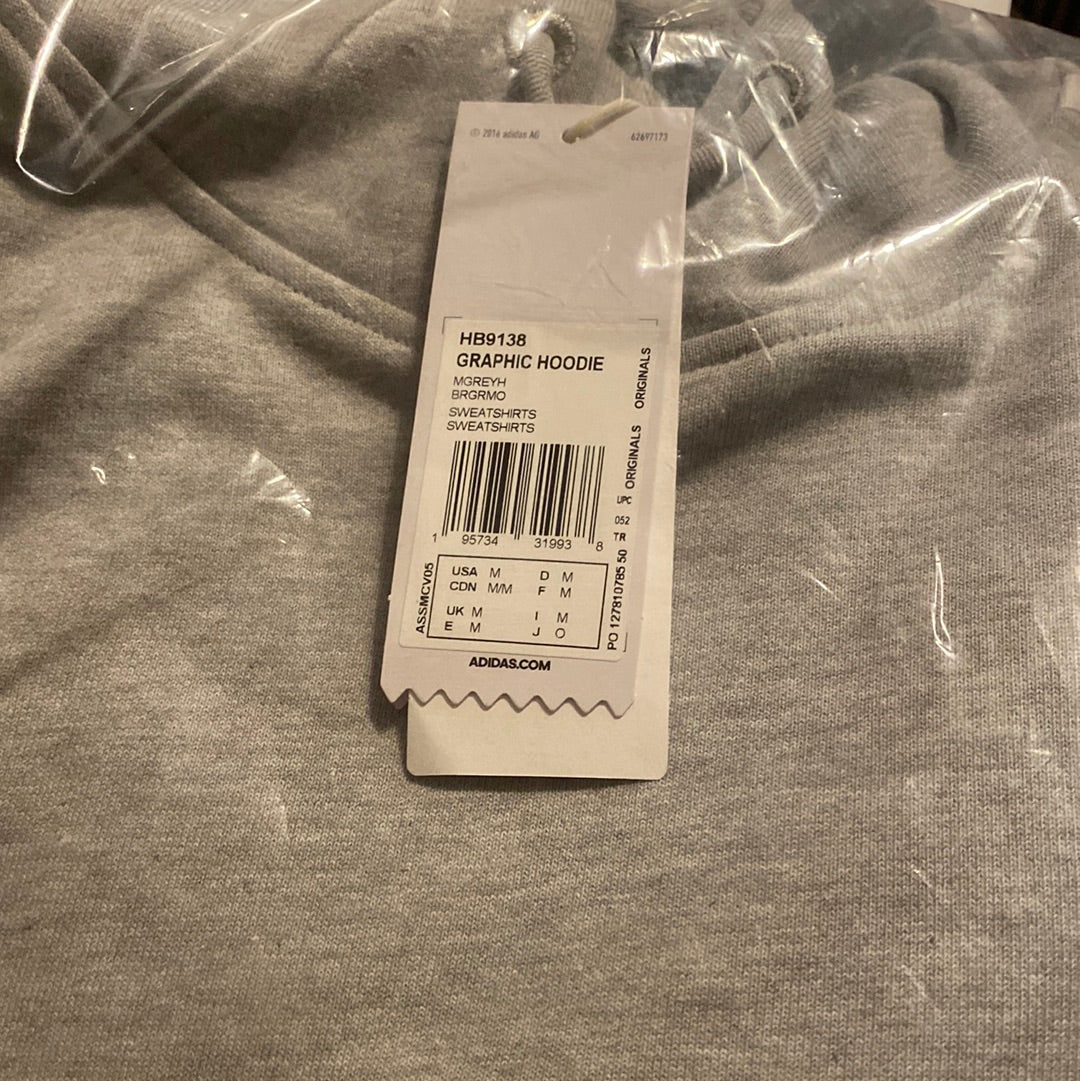 © 2016 adidas AG
62697173
HB9138
GRAPHIC HOODIE
MGREYH
BRGRMO
SWEATSHIRTS
SWEATSHIRTS
ORIGINALS
ORIGINALS
UPC
052
TR
1 95734 31993 8
PO 127810785 50
ASSMCV05
USA M D M
CDN M/M F M
UK M I M
E M J O
ADIDAS.COM